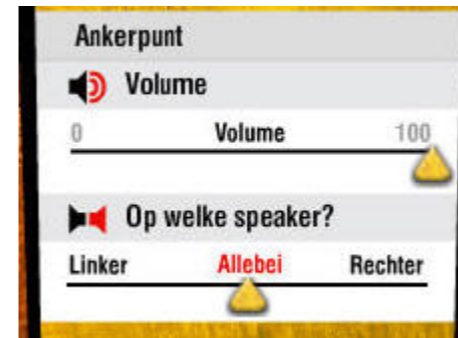 Ankerpunt
Volume
0 Volume 100
Op welke speaker?
Linker Allebei Rechter